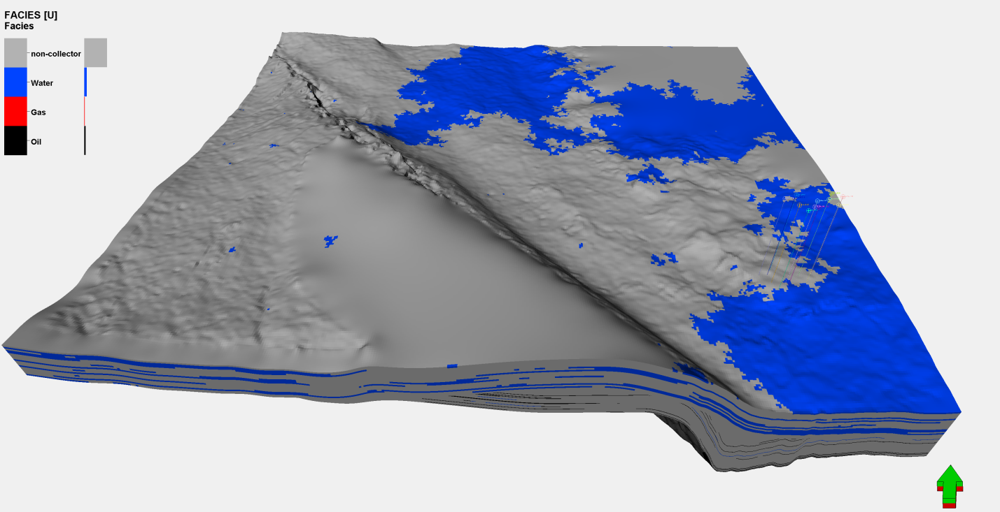 FACIES [U]
Facies
non-collector
Water
Gas
Oil